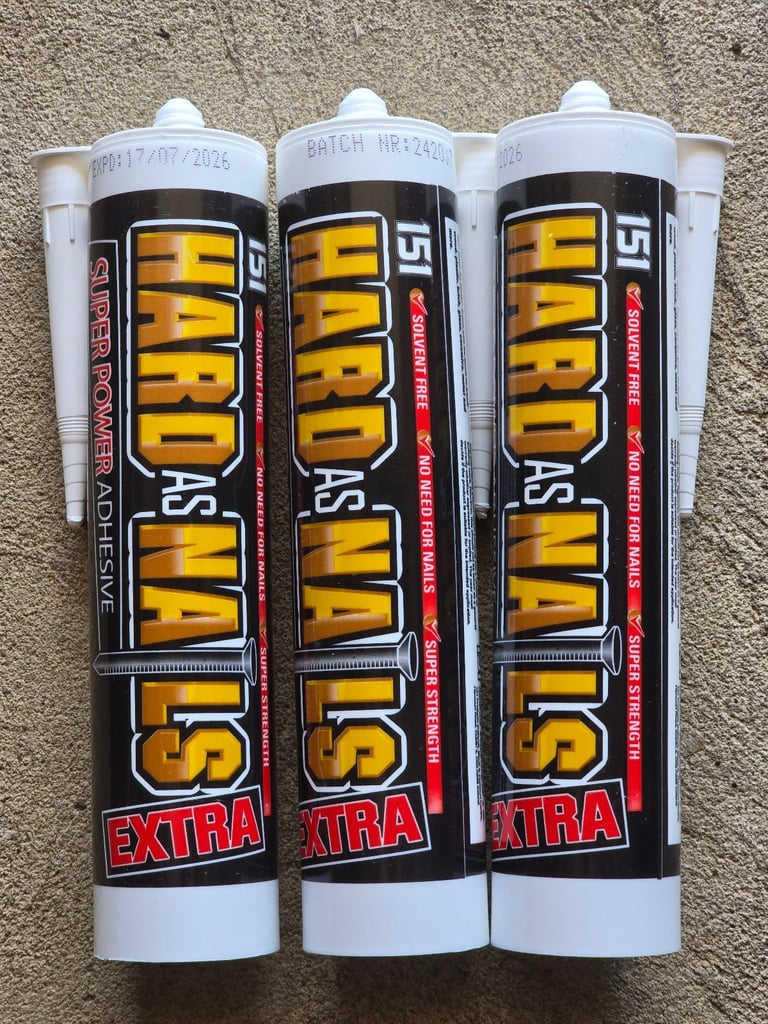 EXPD:17/07/2026
151
HARD AS NAILS
EXTRA
SUPER POWER ADHESIVE
SOLVENT FREE
NO NEED FOR NAILS
SUPER STRENGTH
BATCH NR:
151
HARD AS NAILS
EXTRA
SOLVENT FREE
NO NEED FOR NAILS
SUPER STRENGTH
2026
151
HARD AS NAILS
EXTRA
SOLVENT FREE
NO NEED FOR NAILS
SUPER STRENGTH